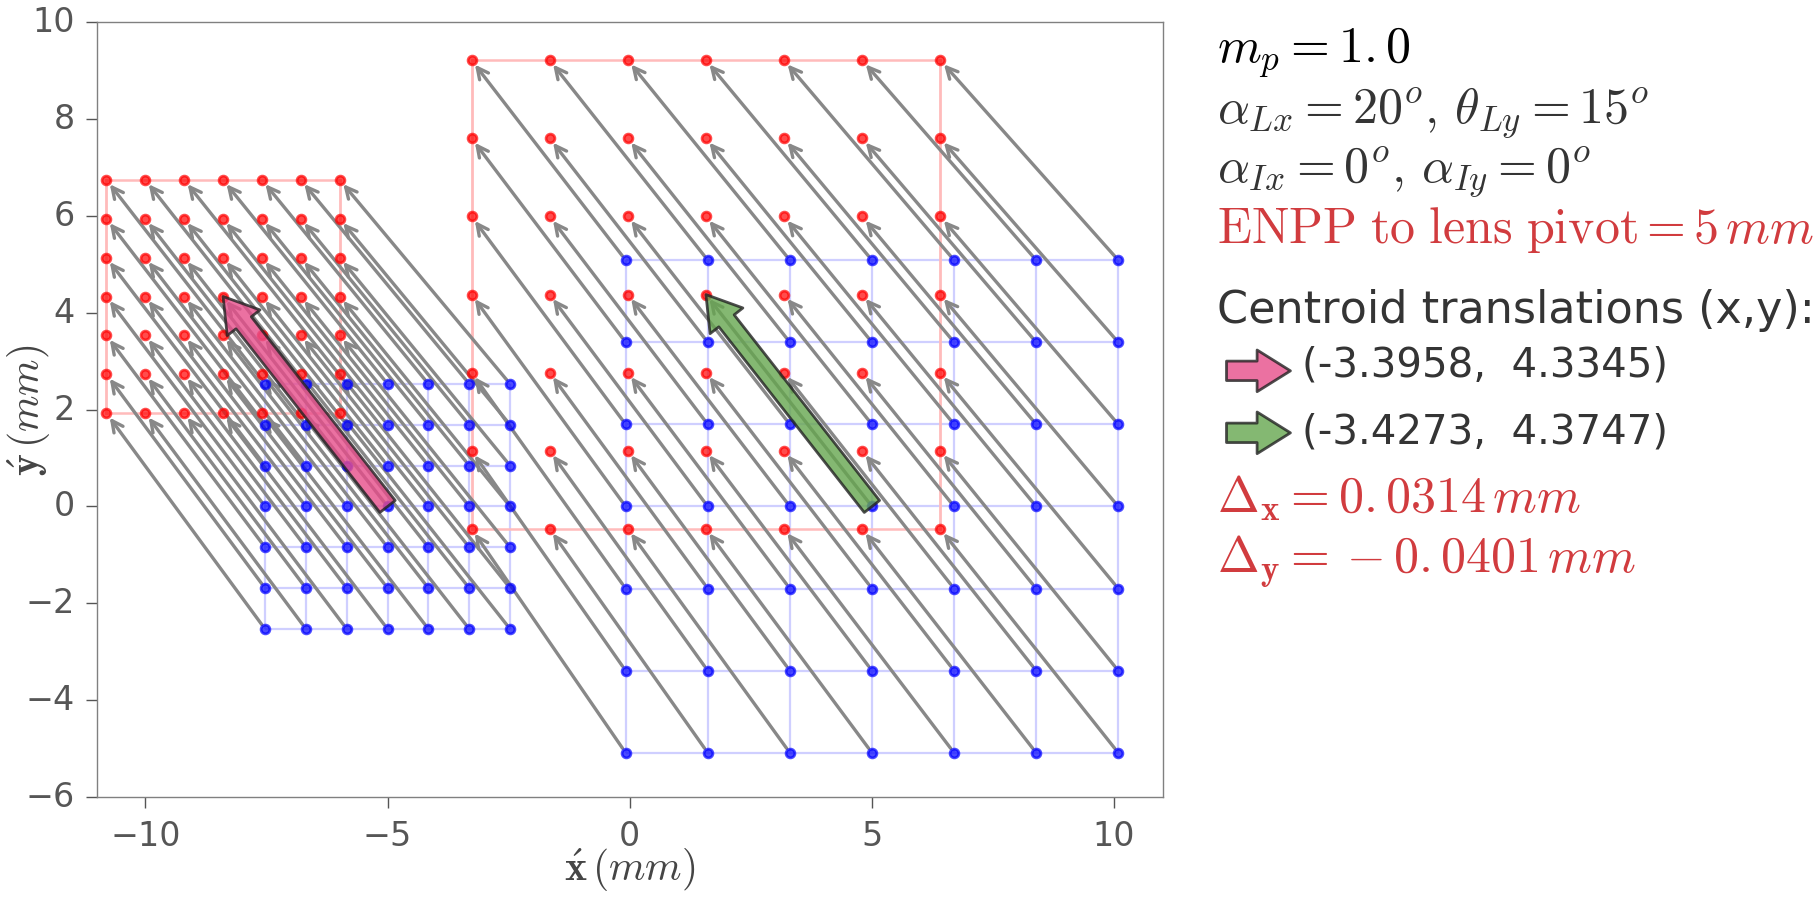 10
8
6
4
2
0
−2
−4
−6
ý (mm)
−10 −5 0 5 10
x́ (mm)
m_p = 1.0
α_Lx = 20°, θ_Ly = 15°
α_Ix = 0°, α_Iy = 0°
ENPP to lens pivot = 5 mm
Centroid translations (x,y):
(-3.3958, 4.3345)
(-3.4273, 4.3747)
Δ_x = 0.0314 mm
Δ_y = −0.0401 mm